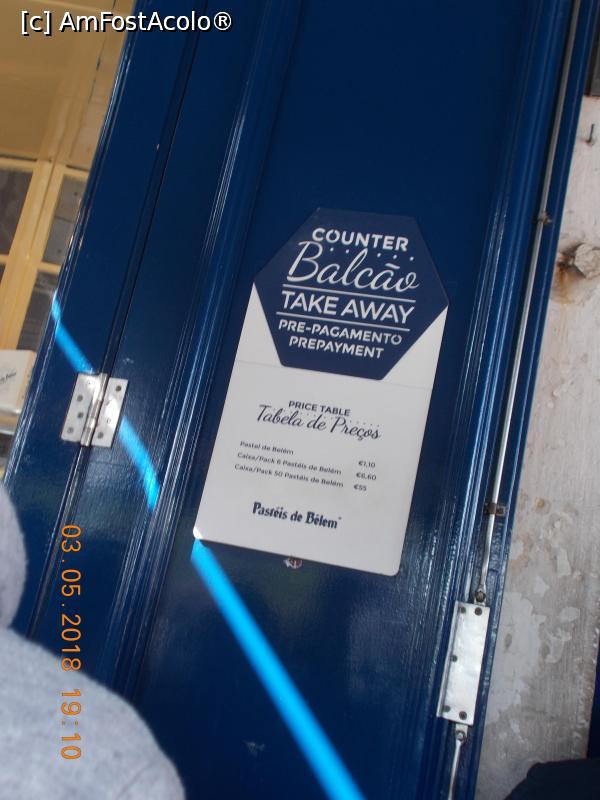 [c] AmFostAcolo®
COUNTER
Balcão
TAKE AWAY
PRE-PAGAMENTO
PREPAYMENT
PRICE TABLE
Tabela de Preços
Pastel de Belém €1,10
Caixa/Pack 6 Pastéis de Belém €6,60
Caixa/Pack 50 Pastéis de Belém €55
Pastéis de Belém
03.05.2018 19:10